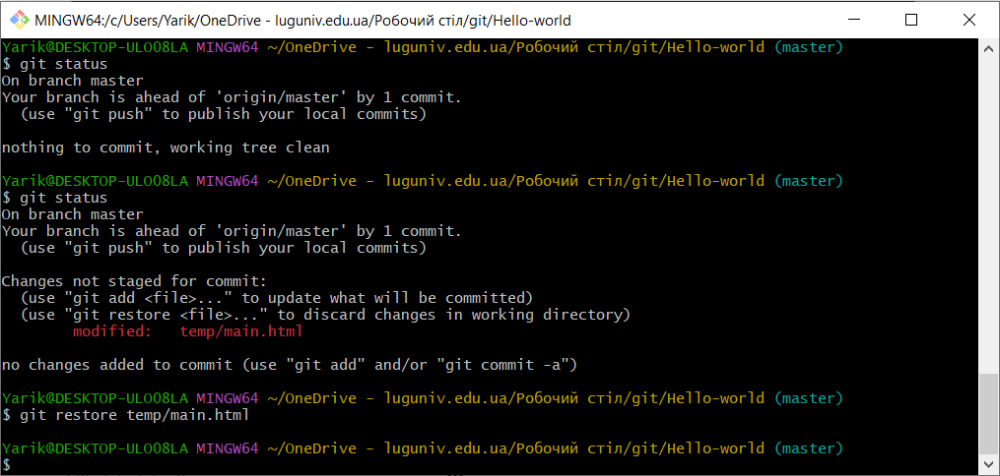 MINGW64:/c/Users/Yarik/OneDrive - luguniv.edu.ua/Робочий стіл/git/Hello-world
Yarik@DESKTOP-ULOO8LA MINGW64 ~/OneDrive - luguniv.edu.ua/Робочий стіл/git/Hello-world (master)
$ git status
On branch master
Your branch is ahead of 'origin/master' by 1 commit.
  (use "git push" to publish your local commits)

nothing to commit, working tree clean

Yarik@DESKTOP-ULOO8LA MINGW64 ~/OneDrive - luguniv.edu.ua/Робочий стіл/git/Hello-world (master)
$ git status
On branch master
Your branch is ahead of 'origin/master' by 1 commit.
  (use "git push" to publish your local commits)

Changes not staged for commit:
  (use "git add <file>..." to update what will be committed)
  (use "git restore <file>..." to discard changes in working directory)
        modified:   temp/main.html

no changes added to commit (use "git add" and/or "git commit -a")

Yarik@DESKTOP-ULOO8LA MINGW64 ~/OneDrive - luguniv.edu.ua/Робочий стіл/git/Hello-world (master)
$ git restore temp/main.html

Yarik@DESKTOP-ULOO8LA MINGW64 ~/OneDrive - luguniv.edu.ua/Робочий стіл/git/Hello-world (master)
$